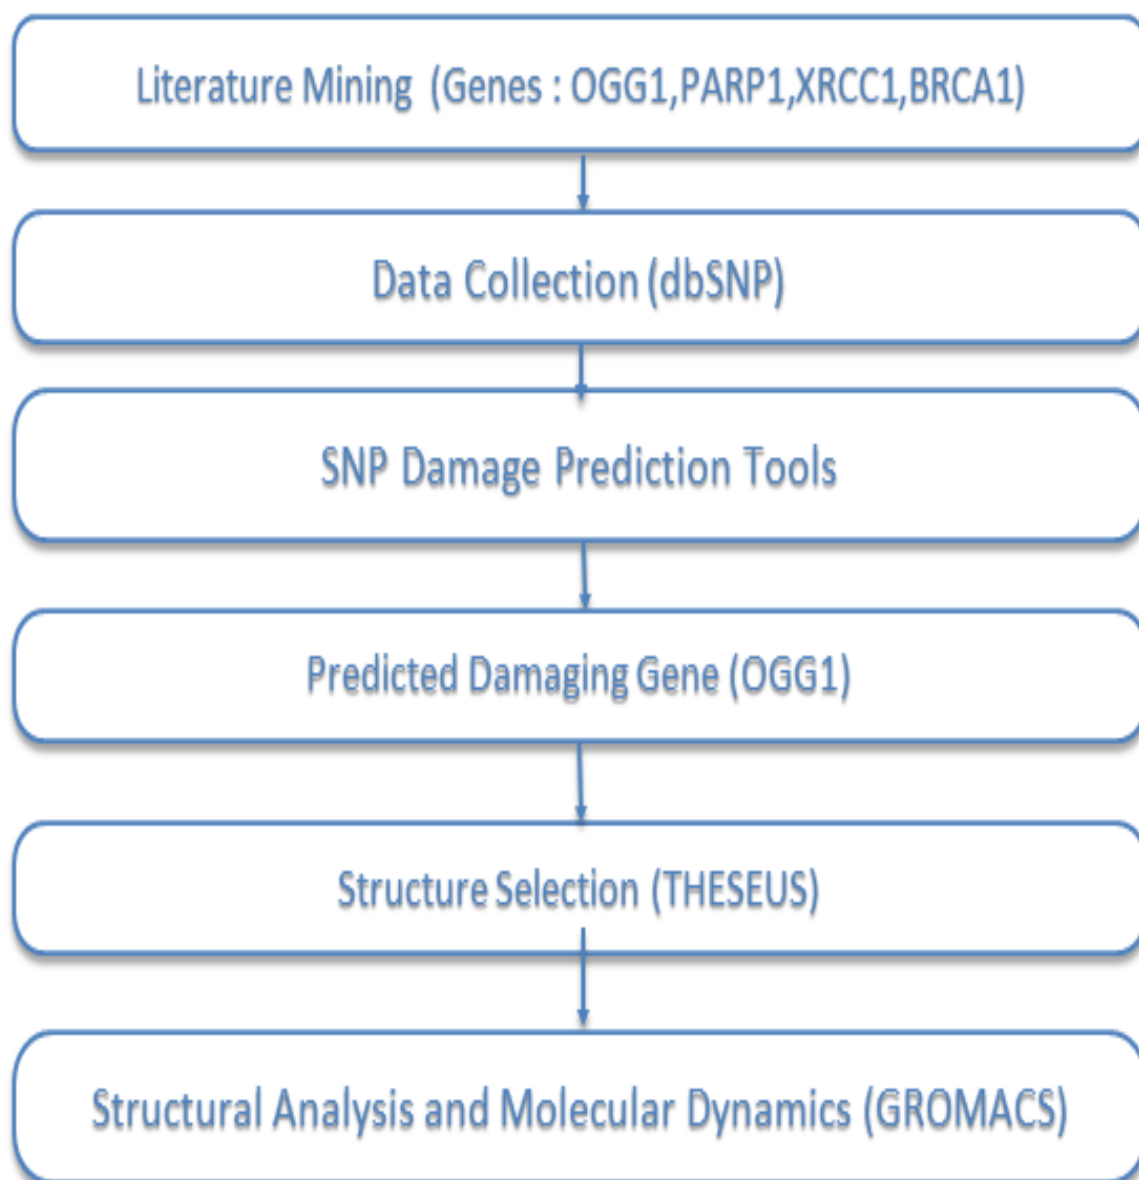 Literature Mining (Genes : OGG1,PARP1,XRCC1,BRCA1)
Data Collection (dbSNP)
SNP Damage Prediction Tools
Predicted Damaging Gene (OGG1)
Structure Selection (THESEUS)
Structural Analysis and Molecular Dynamics (GROMACS)